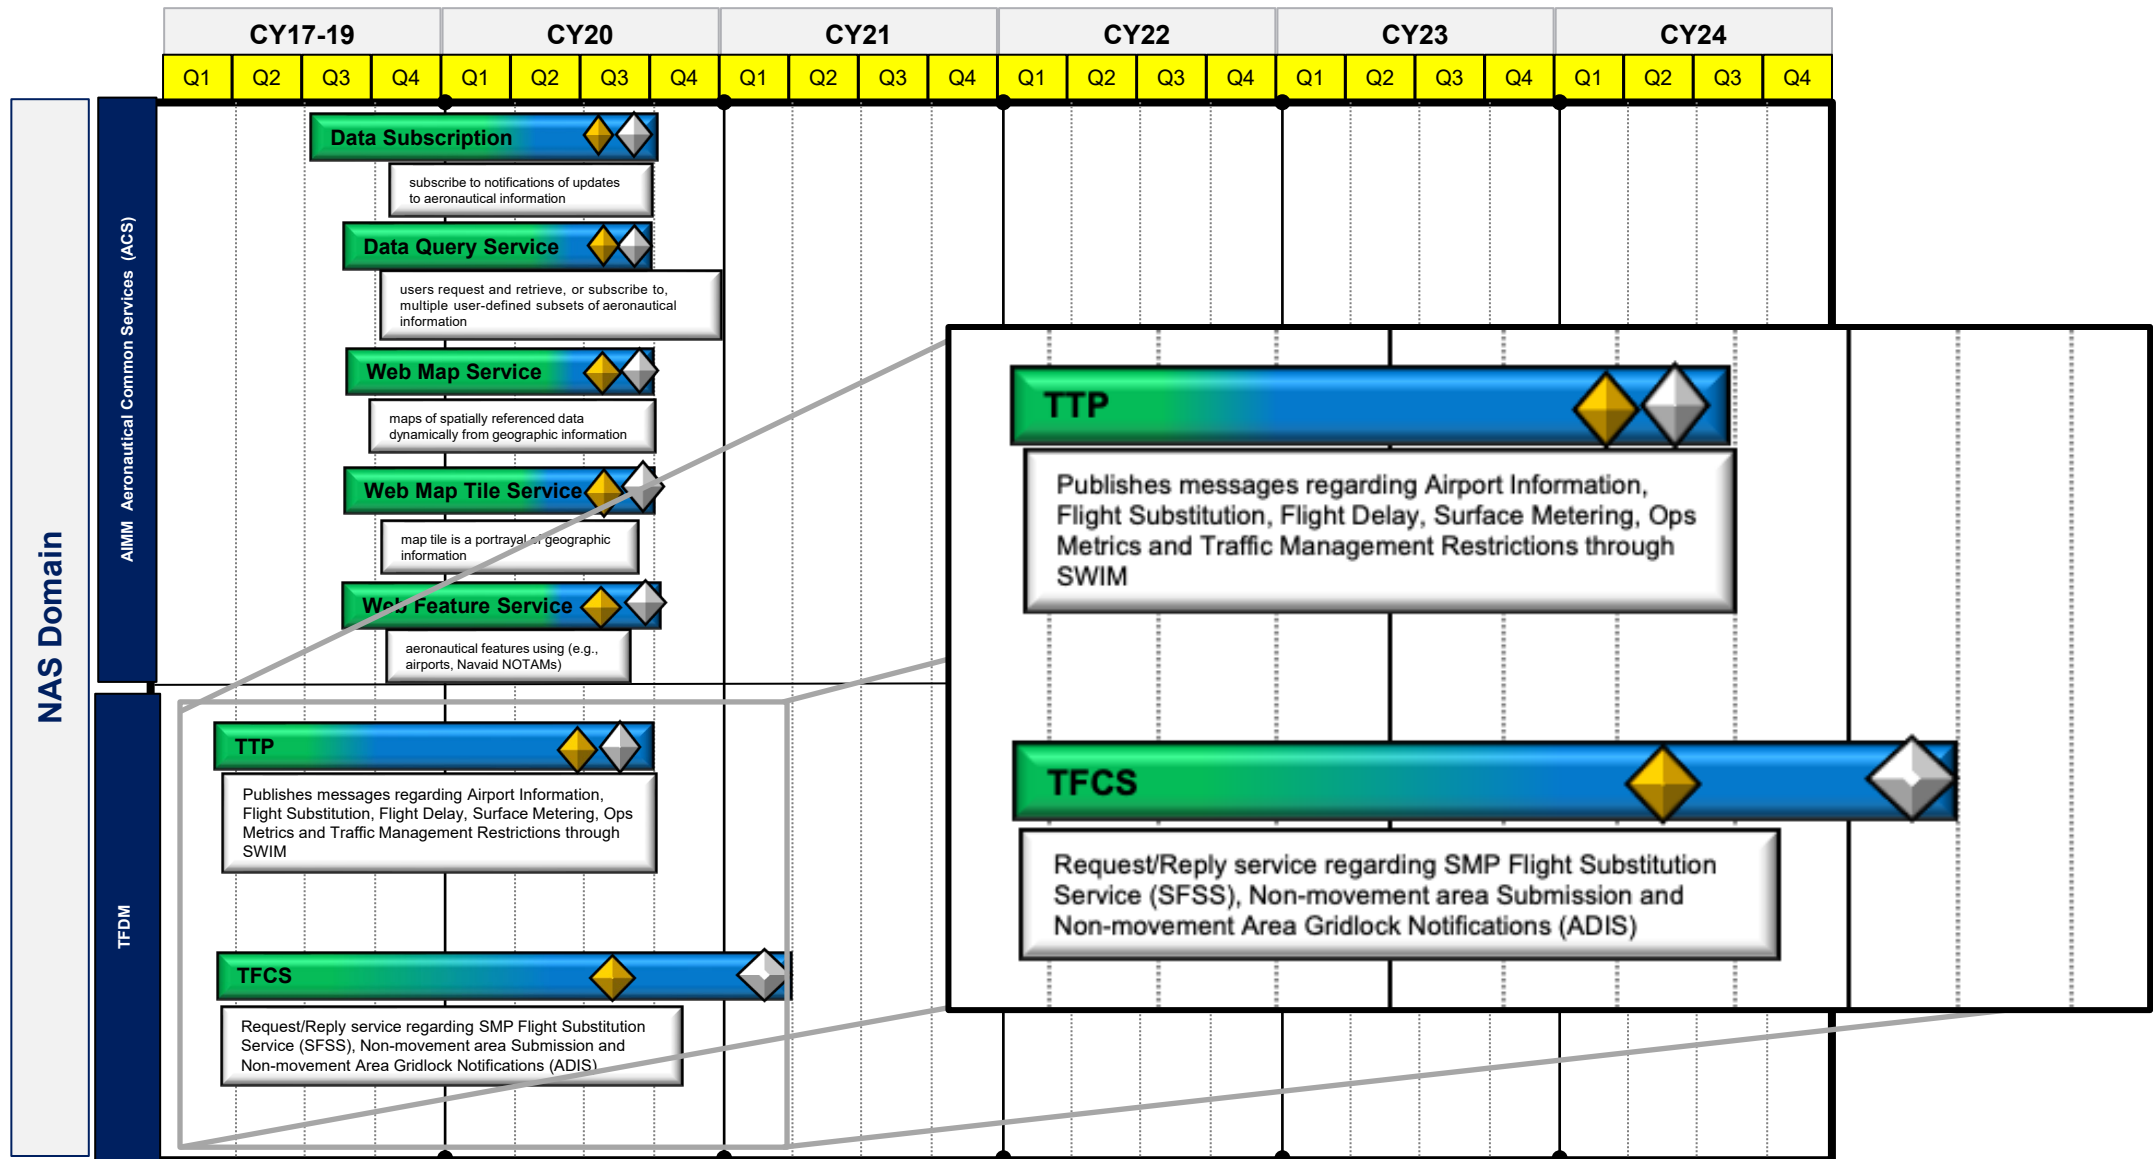 CY17-19 CY20 CY21 CY22 CY23 CY24
Q1 Q2 Q3 Q4 Q1 Q2 Q3 Q4 Q1 Q2 Q3 Q4 Q1 Q2 Q3 Q4 Q1 Q2 Q3 Q4 Q1 Q2 Q3 Q4
NAS Domain
AIMM Aeronautical Common Services (ACS)
Data Subscription
subscribe to notifications of updates
to aeronautical information
Data Query Service
users request and retrieve, or subscribe to,
multiple user-defined subsets of aeronautical
information
Web Map Service
maps of spatially referenced data
dynamically from geographic information
Web Map Tile Service
map tile is a portrayal of geographic
information
Web Feature Service
aeronautical features using (e.g.,
airports, Navaid NOTAMs)
TFDM
TTP
Publishes messages regarding Airport Information,
Flight Substitution, Flight Delay, Surface Metering, Ops
Metrics and Traffic Management Restrictions through
SWIM
TFCS
Request/Reply service regarding SMP Flight Substitution
Service (SFSS), Non-movement area Submission and
Non-movement Area Gridlock Notifications (ADIS)
TTP
Publishes messages regarding Airport Information,
Flight Substitution, Flight Delay, Surface Metering, Ops
Metrics and Traffic Management Restrictions through
SWIM
TFCS
Request/Reply service regarding SMP Flight Substitution
Service (SFSS), Non-movement area Submission and
Non-movement Area Gridlock Notifications (ADIS)